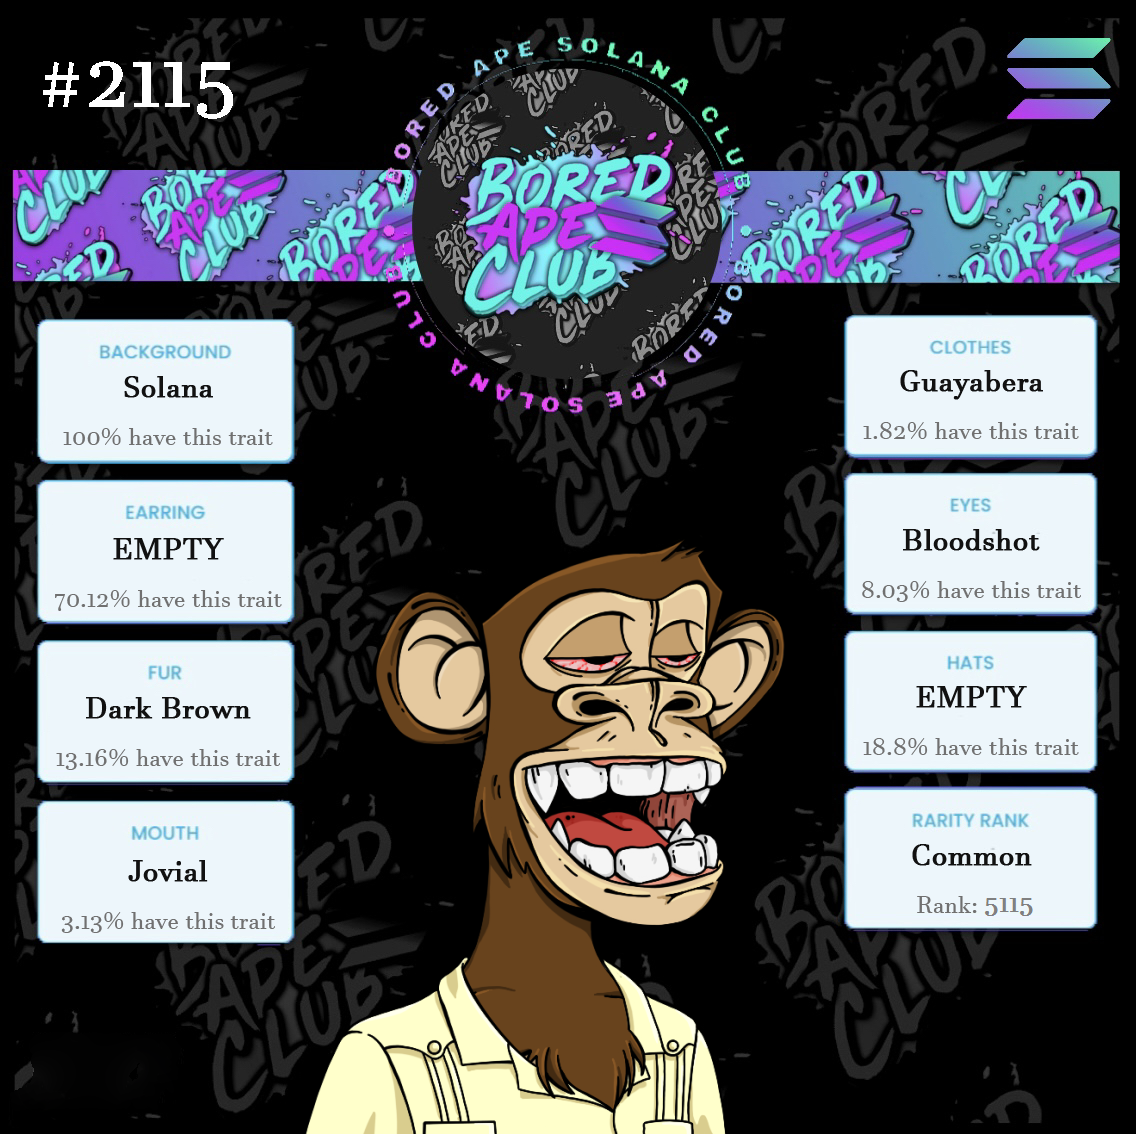 #2115
BORED APE SOLANA CLUB
BORED APE SOLANA CLUB
BORED
APE
CLUB
BACKGROUND
Solana
100% have this trait
EARRING
EMPTY
70.12% have this trait
FUR
Dark Brown
13.16% have this trait
MOUTH
Jovial
3.13% have this trait
CLOTHES
Guayabera
1.82% have this trait
EYES
Bloodshot
8.03% have this trait
HATS
EMPTY
18.8% have this trait
RARITY RANK
Common
Rank: 5115